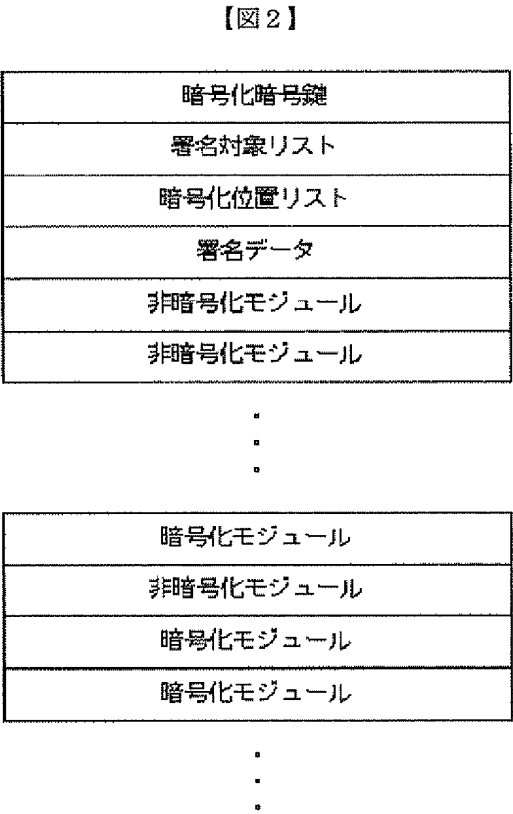 【図２】
暗号化暗号鍵
署名対象リスト
暗号化位置リスト
署名データ
非暗号化モジュール
非暗号化モジュール
・
・
・
暗号化モジュール
非暗号化モジュール
暗号化モジュール
暗号化モジュール
・
・
・